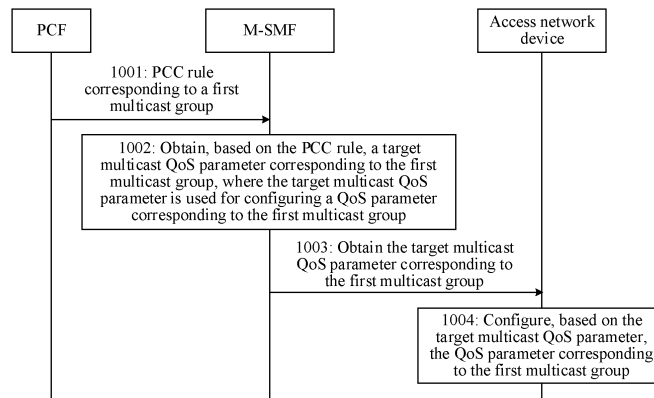 PCF
M-SMF
Access network
device
1001: PCC rule
corresponding to a first
multicast group
1002: Obtain, based on the PCC rule, a target
multicast QoS parameter corresponding to the first
multicast group, where the target multicast QoS
parameter is used for configuring a QoS parameter
corresponding to the first multicast group
1003: Obtain the target multicast
QoS parameter corresponding to
the first multicast group
1004: Configure, based on the
target multicast QoS parameter,
the QoS parameter corresponding
to the first multicast group